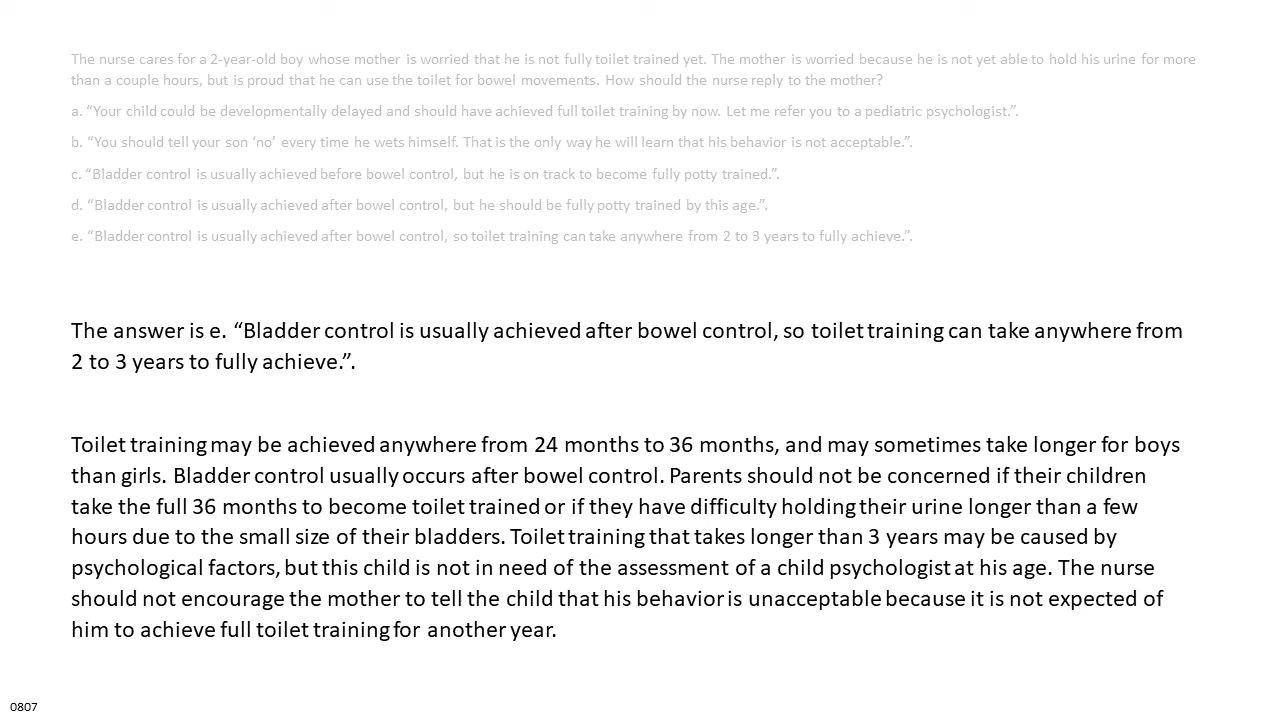 The nurse cares for a 2-year-old boy whose mother is worried that he is not fully toilet trained yet. The mother is worried because he is not yet able to hold his urine for more
than a couple hours, but is proud that he can use the toilet for bowel movements. How should the nurse reply to the mother?
a. “Your child could be developmentally delayed and should have achieved full toilet training by now. Let me refer you to a pediatric psychologist.”.
b. “You should tell your son ‘no’ every time he wets himself. That is the only way he will learn that his behavior is not acceptable.”.
c. “Bladder control is usually achieved before bowel control, but he is on track to become fully potty trained.”.
d. “Bladder control is usually achieved after bowel control, but he should be fully potty trained by this age.”.
e. “Bladder control is usually achieved after bowel control, so toilet training can take anywhere from 2 to 3 years to fully achieve.”.
The answer is e. “Bladder control is usually achieved after bowel control, so toilet training can take anywhere from
2 to 3 years to fully achieve.”.
Toilet training may be achieved anywhere from 24 months to 36 months, and may sometimes take longer for boys
than girls. Bladder control usually occurs after bowel control. Parents should not be concerned if their children
take the full 36 months to become toilet trained or if they have difficulty holding their urine longer than a few
hours due to the small size of their bladders. Toilet training that takes longer than 3 years may be caused by
psychological factors, but this child is not in need of the assessment of a child psychologist at his age. The nurse
should not encourage the mother to tell the child that his behavior is unacceptable because it is not expected of
him to achieve full toilet training for another year.
0807